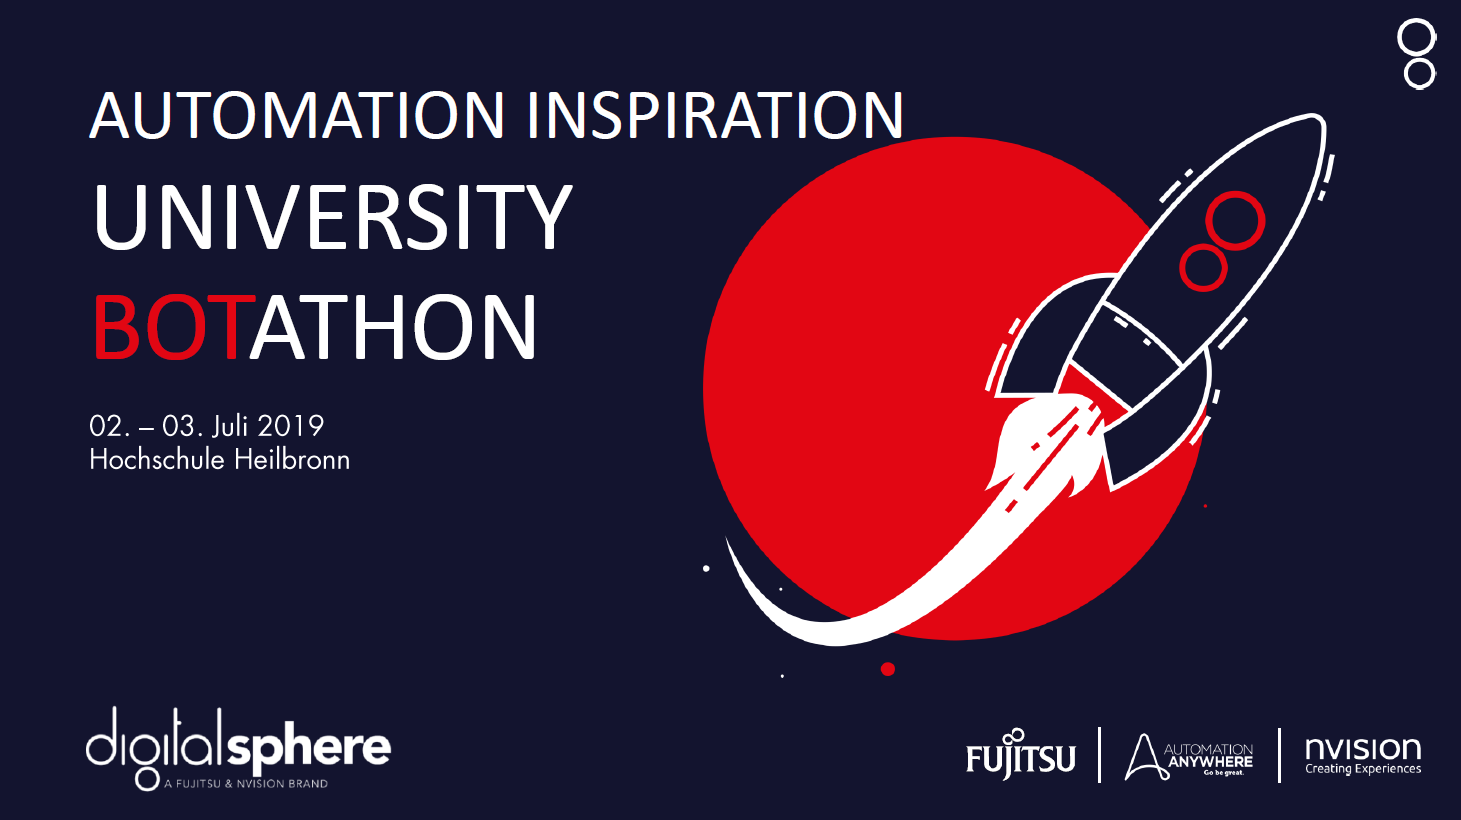 AUTOMATION INSPIRATION
UNIVERSITY
BOTATHON
02. – 03. Juli 2019
Hochschule Heilbronn
digitalsphere
A FUJITSU & NVISION BRAND
FUJITSU
AUTOMATION
ANYWHERE
Go be great.
nvision
Creating Experiences